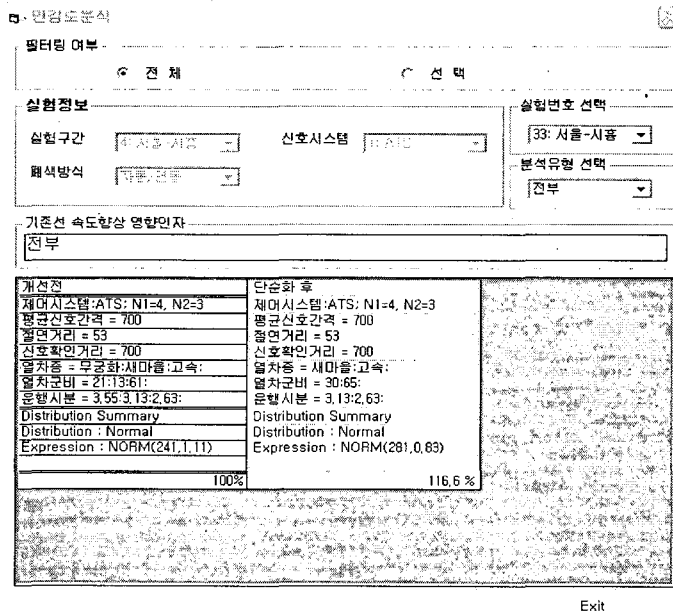 민감도분석
필터링 여부
전 체
선 택
실험정보
실험번호 선택
실험구간
4: 서울-시흥
신호시스템
33: 서울-시흥
폐색방식
분석유형 선택
전부
기존선 속도향상 영향인자
전부
개선전
제어시스템:ATS; N1=4, N2=3
평균신호간격 = 700
절연거리 = 53
신호확인거리 = 700
열차종 = 무궁화:새마을:고속:
열차군비 = 21:13:61:
운행시분 = 3,55:3,13:2,63:
Distribution Summary
Distribution : Normal
Expression : NORM(241,1,11)
100%
단순화 후
제어시스템:ATS; N1=4, N2=3
평균신호간격 = 700
절연거리 = 53
신호확인거리 = 700
열차종 = 새마을:고속:
열차군비 = 30:65:
운행시분 = 3,13:2,63:
Distribution Summary
Distribution : Normal
Expression : NORM(281,0,83)
116,6 %
Exit